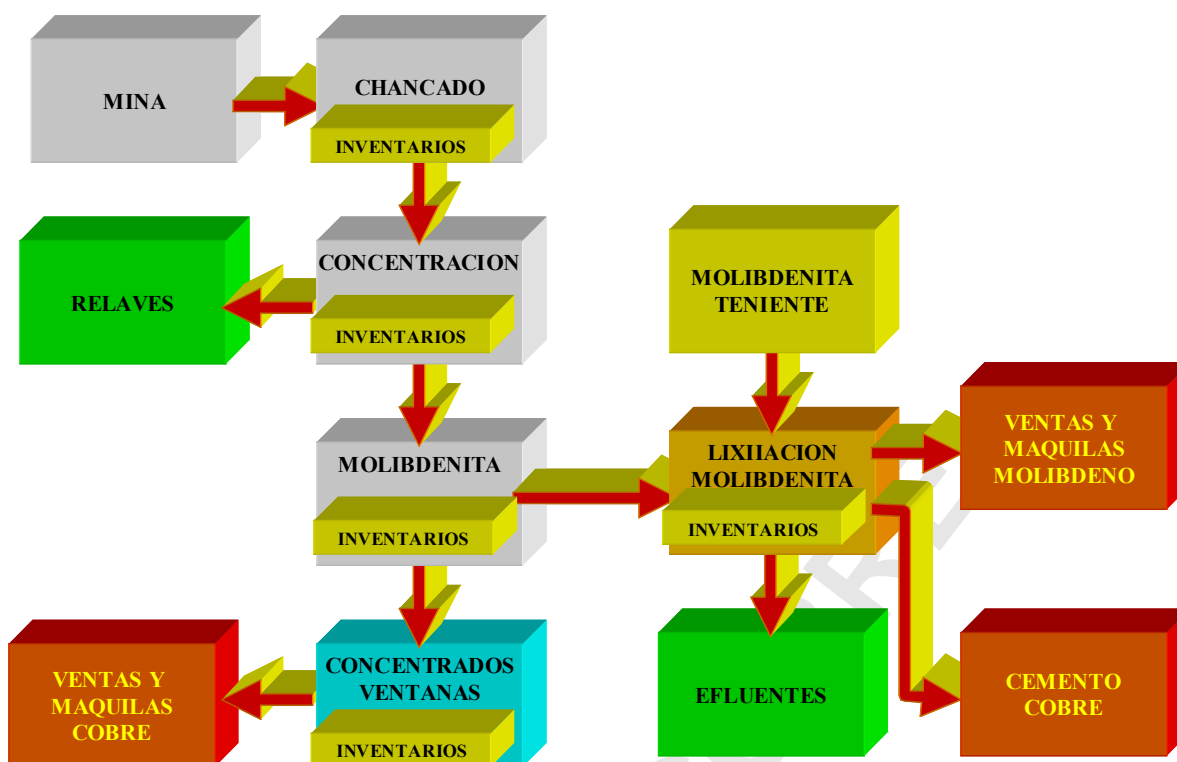 MINA
CHANCADO
INVENTARIOS
RELAVES
CONCENTRACION
INVENTARIOS
MOLIBDENITA
TENIENTE
MOLIBDENITA
INVENTARIOS
LIXIIACION
MOLIBDENITA
INVENTARIOS
VENTAS Y
MAQUILAS
MOLIBDENO
VENTAS Y
MAQUILAS
COBRE
CONCENTRADOS
VENTANAS
INVENTARIOS
EFLUENTES
CEMENTO
COBRE